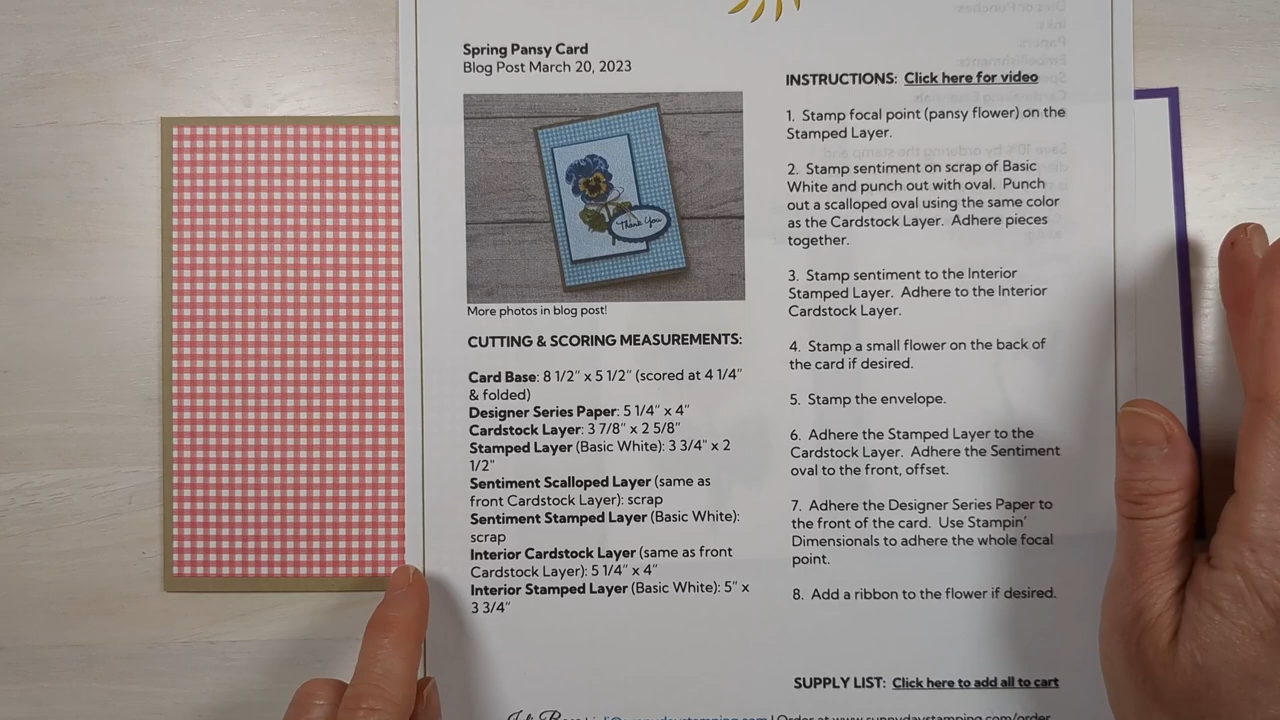 Spring Pansy Card
Blog Post March 20, 2023
Thank You
More photos in blog post!
CUTTING & SCORING MEASUREMENTS:
Card Base: 8 1/2" x 5 1/2" (scored at 4 1/4"
& folded)
Designer Series Paper: 5 1/4" x 4"
Cardstock Layer: 3 7/8" x 2 5/8"
Stamped Layer (Basic White): 3 3/4" x 2
1/2"
Sentiment Scalloped Layer (same as
front Cardstock Layer): scrap
Sentiment Stamped Layer (Basic White):
scrap
Interior Cardstock Layer (same as front
Cardstock Layer): 5 1/4" x 4"
Interior Stamped Layer (Basic White): 5" x
3 3/4"
INSTRUCTIONS: Click here for video
1. Stamp focal point (pansy flower) on the
Stamped Layer.
2. Stamp sentiment on scrap of Basic
White and punch out with oval. Punch
out a scalloped oval using the same color
as the Cardstock Layer. Adhere pieces
together.
3. Stamp sentiment to the Interior
Stamped Layer. Adhere to the Interior
Cardstock Layer.
4. Stamp a small flower on the back of
the card if desired.
5. Stamp the envelope.
6. Adhere the Stamped Layer to the
Cardstock Layer. Adhere the Sentiment
oval to the front, offset.
7. Adhere the Designer Series Paper to
the front of the card. Use Stampin'
Dimensionals to adhere the whole focal
point.
8. Add a ribbon to the flower if desired.
SUPPLY LIST: Click here to add all to cart
| Order at www.sunnydaystamping.com/order